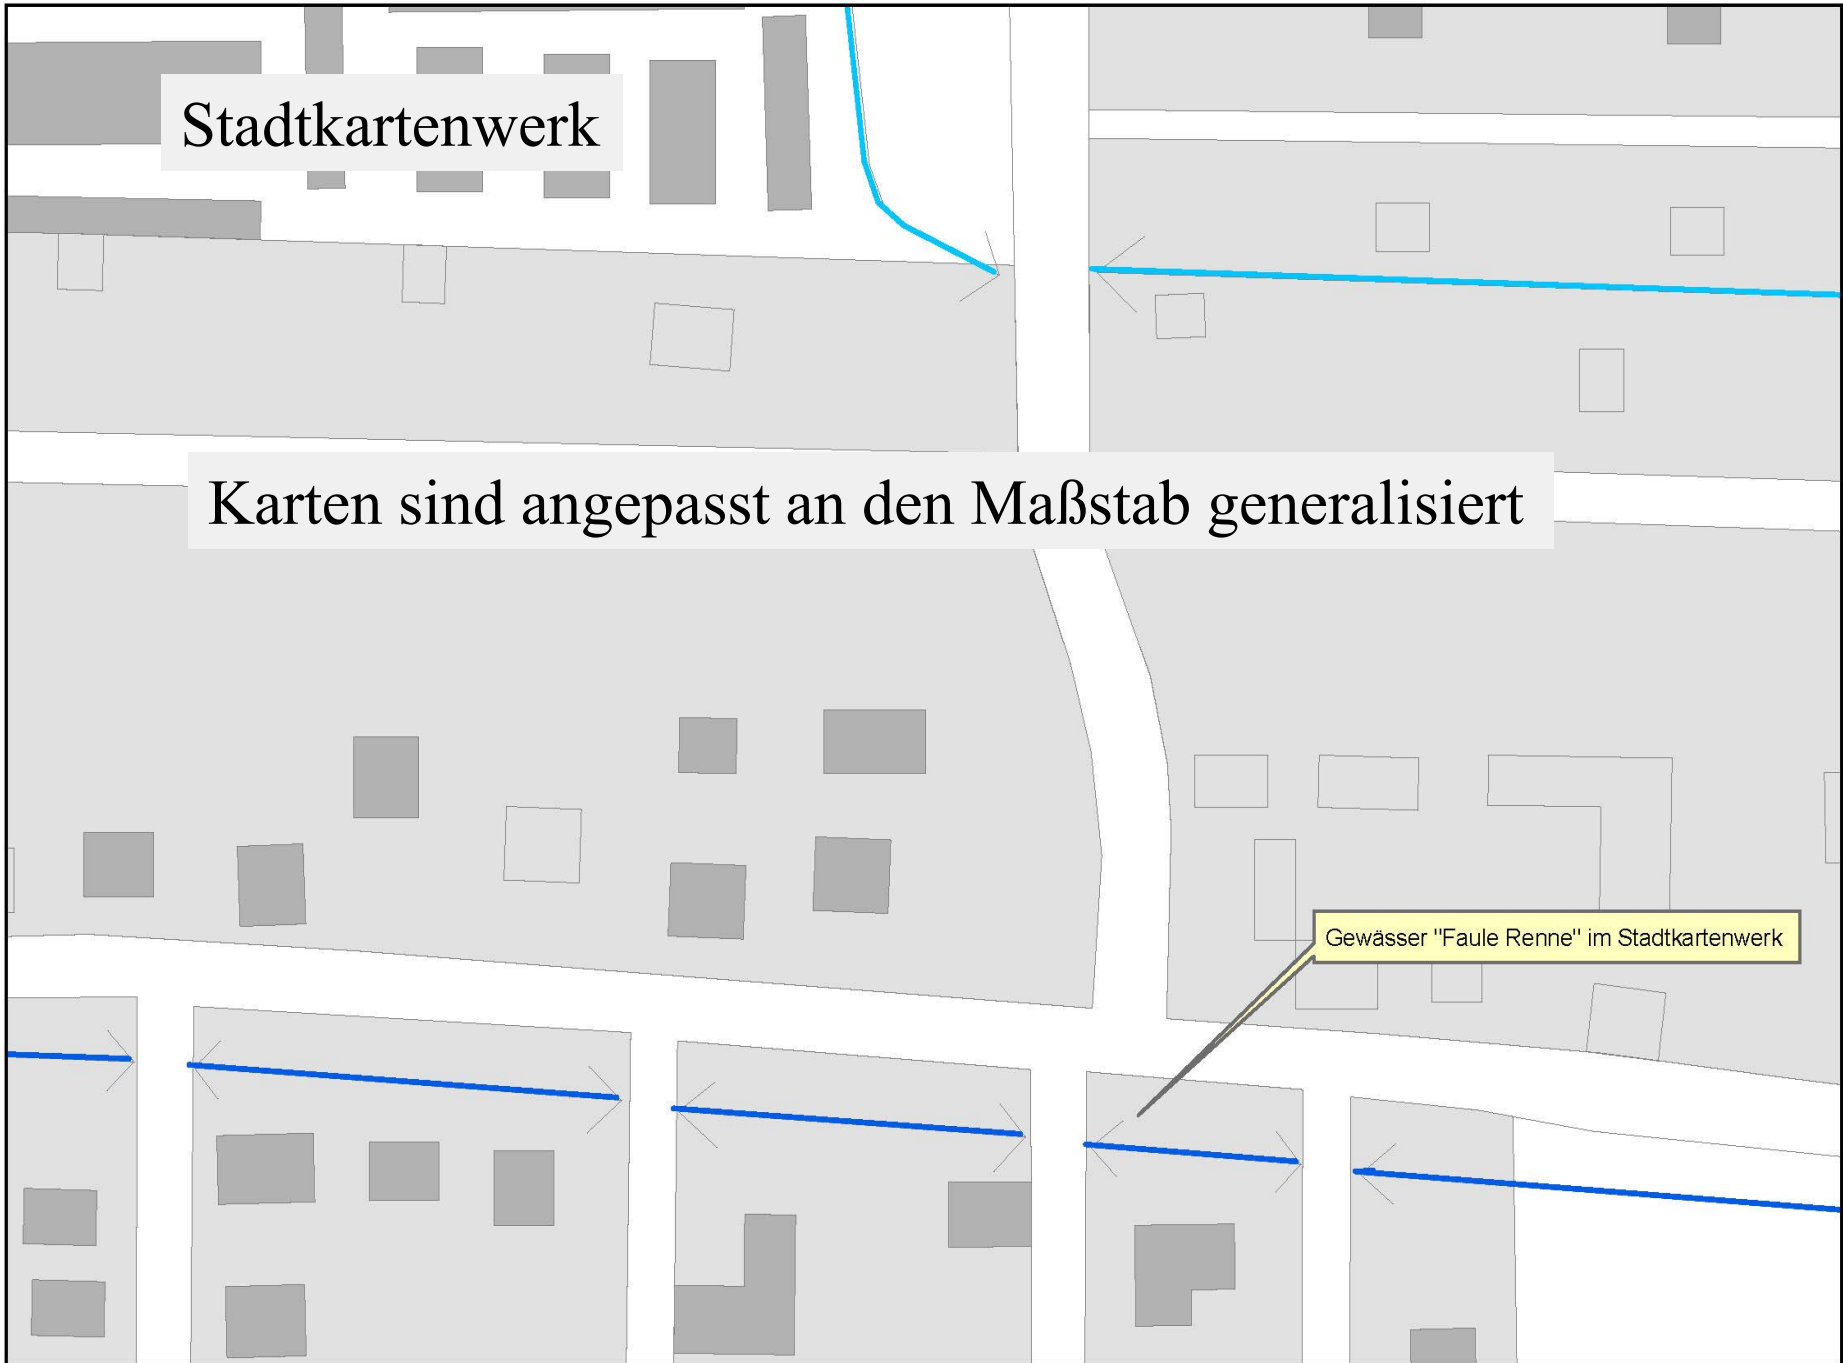 Stadtkartenwerk
Karten sind angepasst an den Maßstab generalisiert
Gewässer "Faule Renne" im Stadtkartenwerk